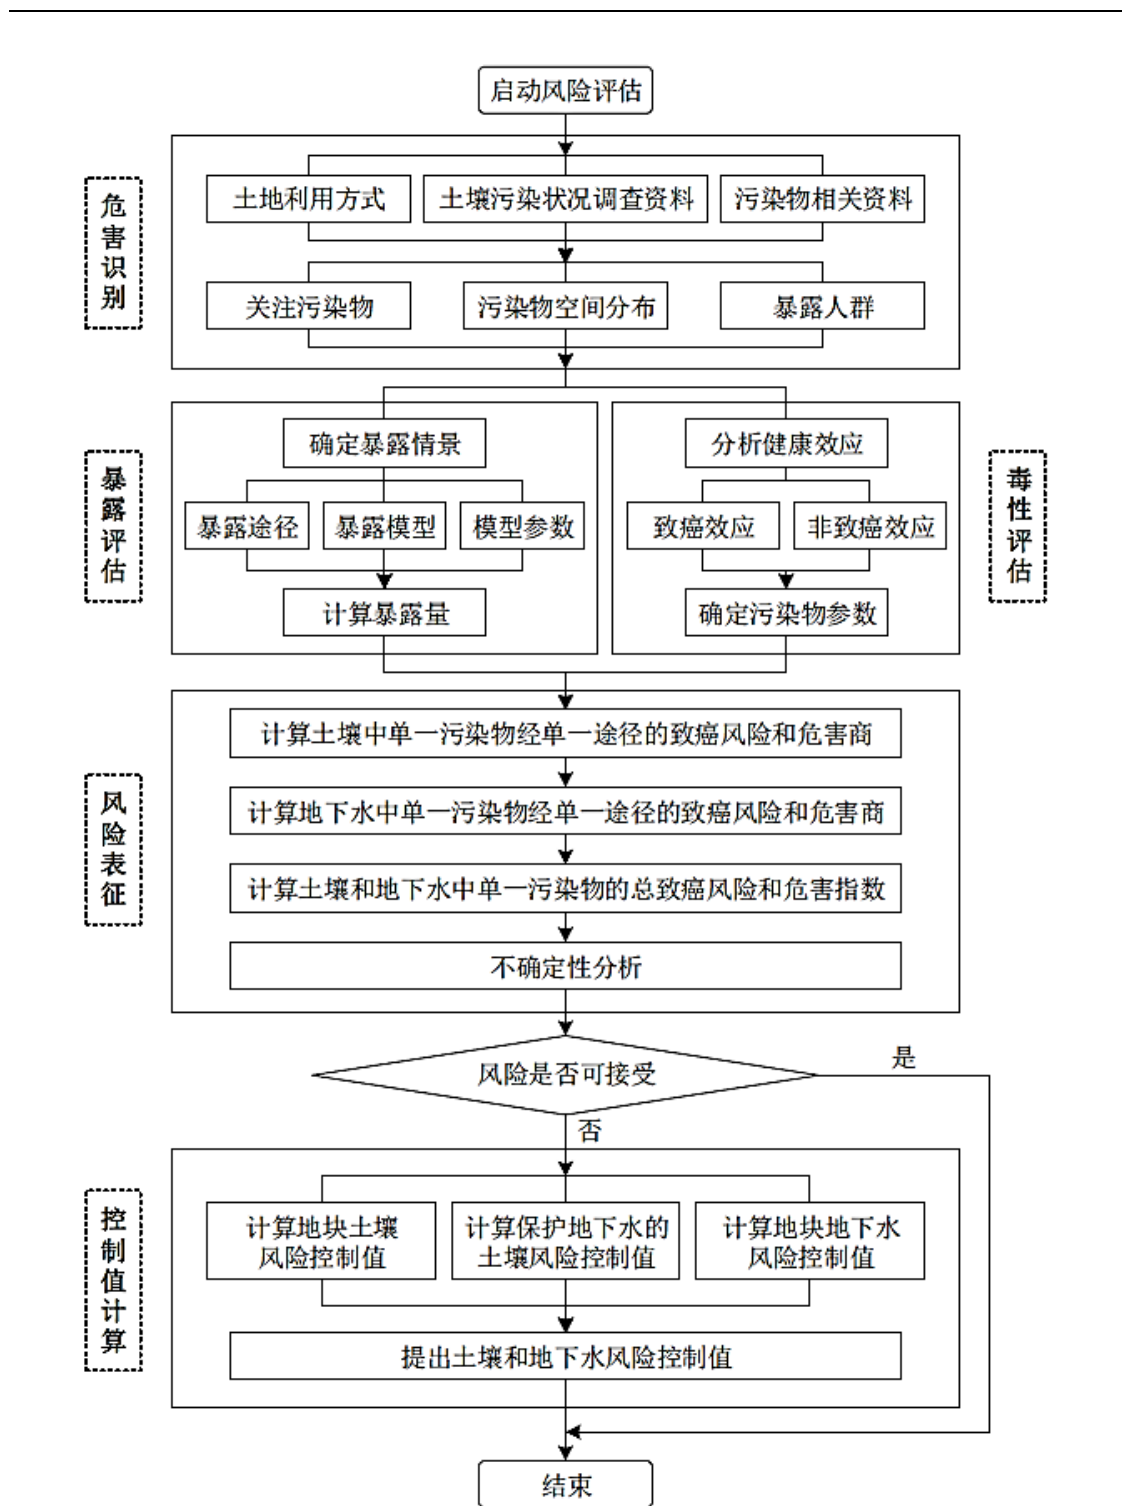 启动风险评估
危害识别
土地利用方式
土壤污染状况调查资料
污染物相关资料
关注污染物
污染物空间分布
暴露人群
暴露评估
确定暴露情景
暴露途径
暴露模型
模型参数
计算暴露量
毒性评估
分析健康效应
致癌效应
非致癌效应
确定污染物参数
风险表征
计算土壤中单一污染物经单一途径的致癌风险和危害商
计算地下水中单一污染物经单一途径的致癌风险和危害商
计算土壤和地下水中单一污染物的总致癌风险和危害指数
不确定性分析
风险是否可接受
是
否
控制值计算
计算地块土壤
风险控制值
计算保护地下水的
土壤风险控制值
计算地块地下水
风险控制值
提出土壤和地下水风险控制值
结束